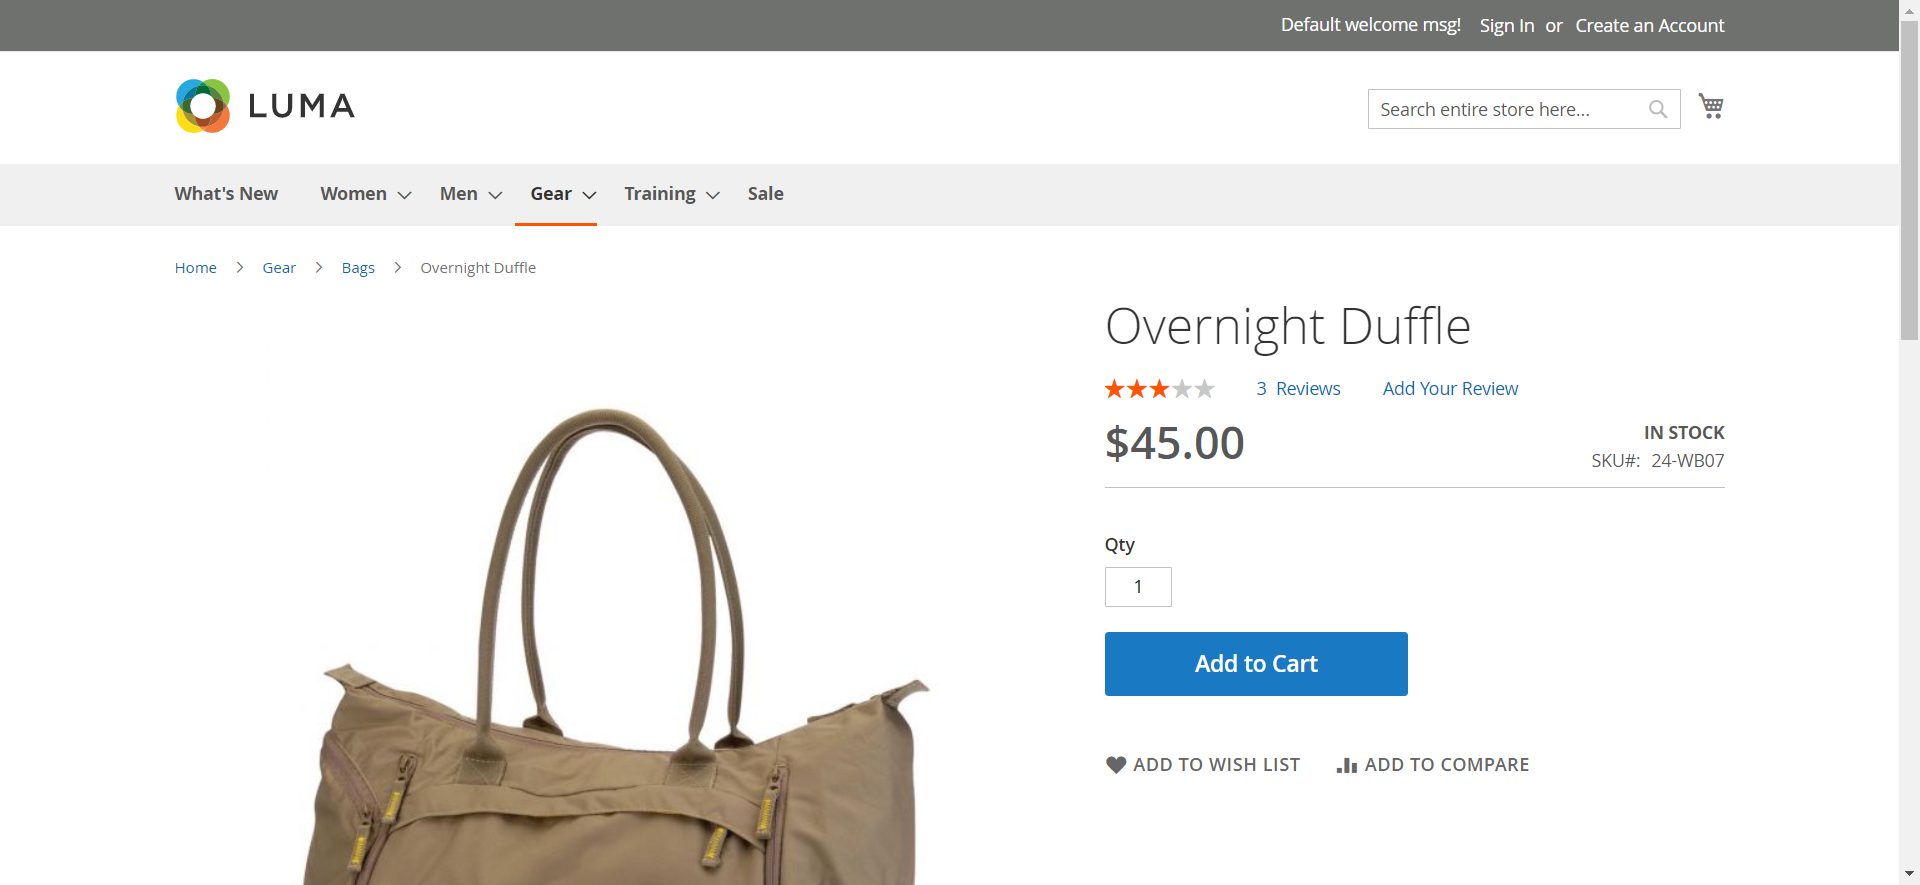 Default welcome msg! Sign In or Create an Account
LUMA
Search entire store here...
What's New Women Men Gear Training Sale
Home Gear Bags Overnight Duffle
Overnight Duffle
3 Reviews Add Your Review
$45.00
IN STOCK
SKU#: 24-WB07
Qty
1
Add to Cart
ADD TO WISH LIST ADD TO COMPARE